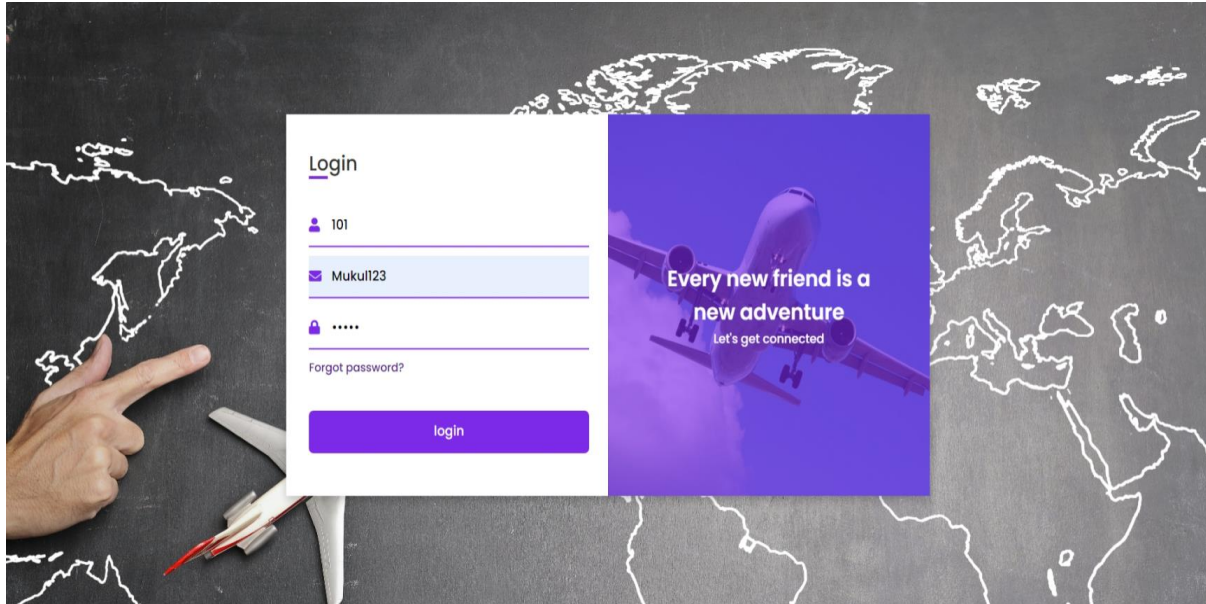 Login
101
Mukul123
•••••
Forgot password?
login
Every new friend is a
new adventure
Let's get connected